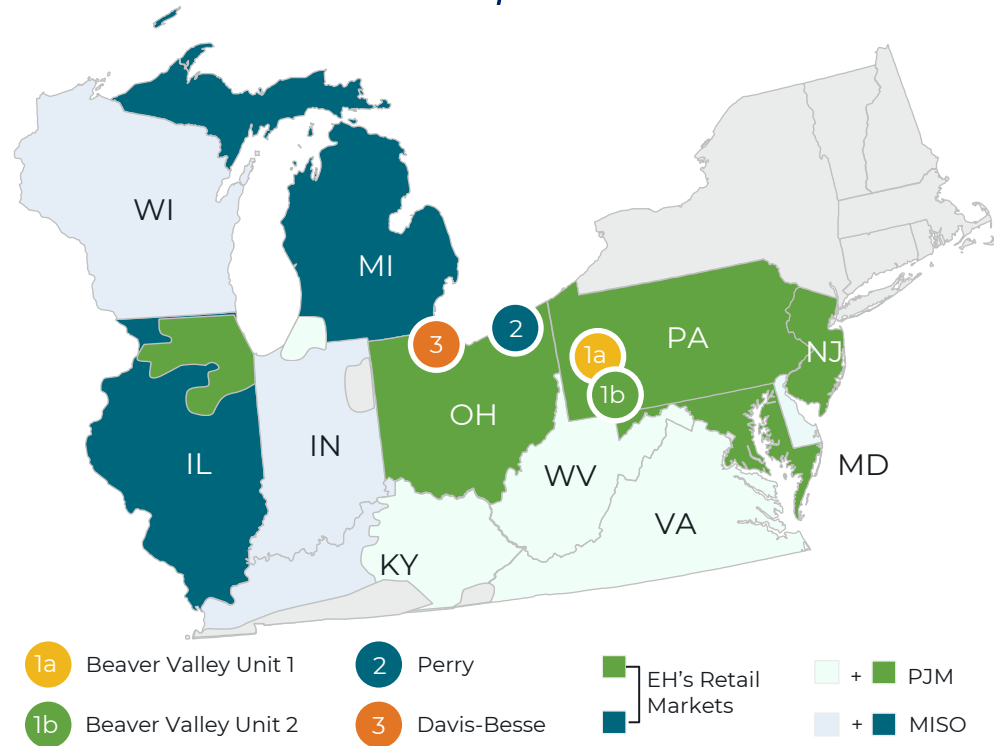 WI
MI
2
3
1a
PA
NJ
1b
OH
IN
IL
MD
WV
VA
KY
1a Beaver Valley Unit 1
2 Perry
EH's Retail
Markets
+ PJM
1b Beaver Valley Unit 2
3 Davis-Besse
+ MISO